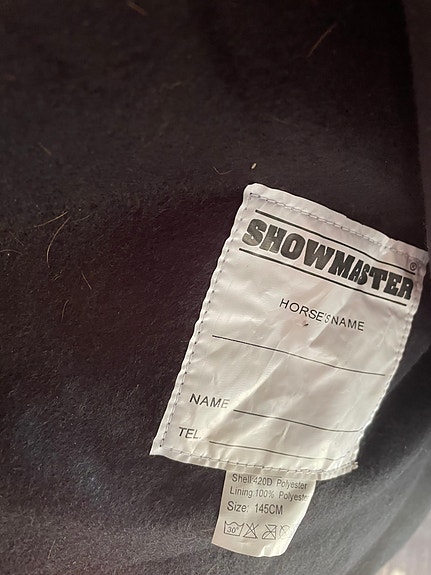 SHOWMASTER®
HORSE'S NAME
NAME
TEL.
Shell:420D Polyester
Lining:100% Polyester
Size: 145CM
30°